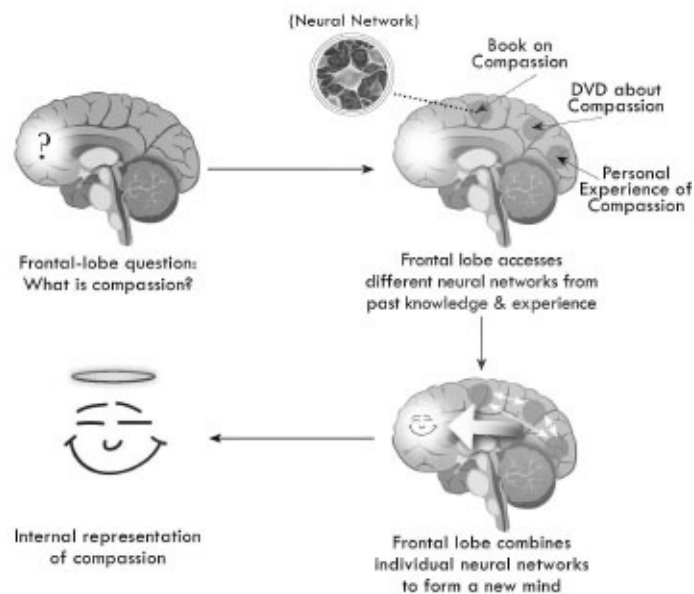 (Neural Network)
Book on
Compassion
DVD about
Compassion
?
Personal
Experience of
Compassion
Frontal-lobe question:
What is compassion?
Frontal lobe accesses
different neural networks from
past knowledge & experience
Internal representation
of compassion
Frontal lobe combines
individual neural networks
to form a new mind